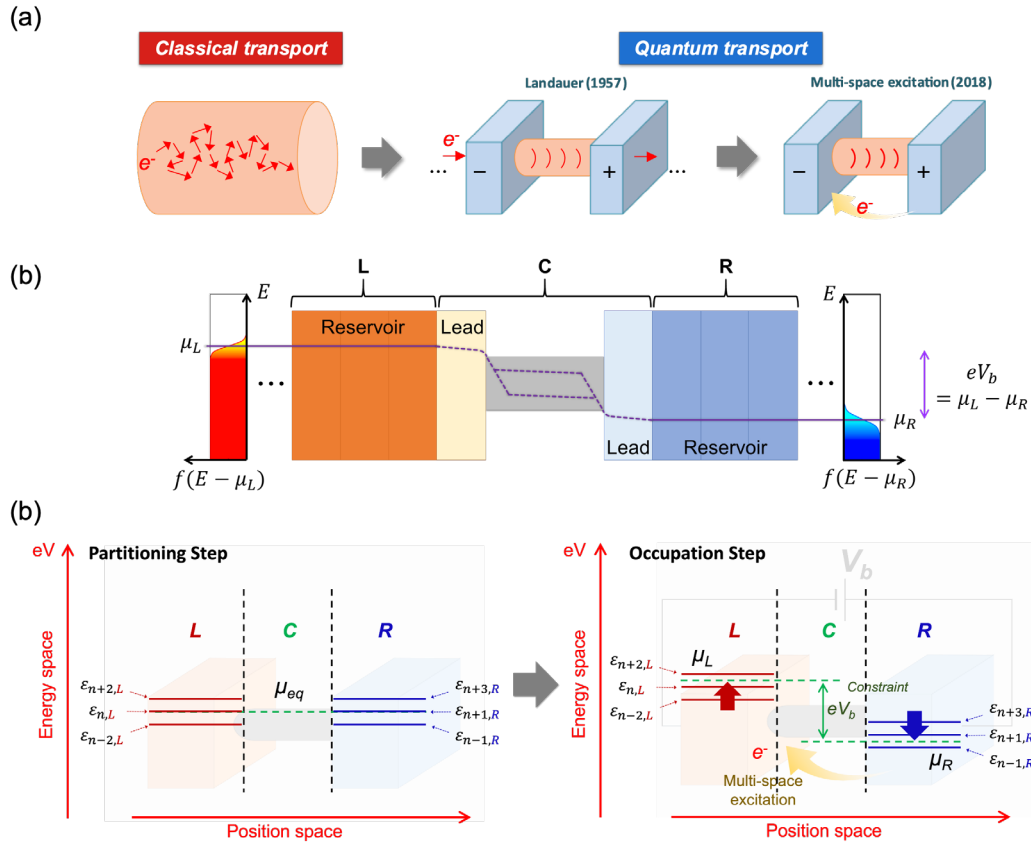 (a)
Classical transport
Quantum transport
Landauer (1957)
Multi-space excitation (2018)
e-
e-
... − + ...
− +
e-
(b)
L C R
E
E
Reservoir Lead
μL
...
...
eVb
= μL − μR
μR
Lead Reservoir
f(E − μL)
f(E − μR)
(b)
eV Partitioning Step
eV Occupation Step
Vb
Energy space
L C R
εn+2,L
εn,L
εn−2,L
μeq
εn+3,R
εn+1,R
εn−1,R
Position space
Energy space
L C R
εn+2,L
εn,L
εn−2,L
μL
Constraint
eVb
εn+3,R
εn+1,R
εn−1,R
μR
e-
Multi-space
excitation
Position space